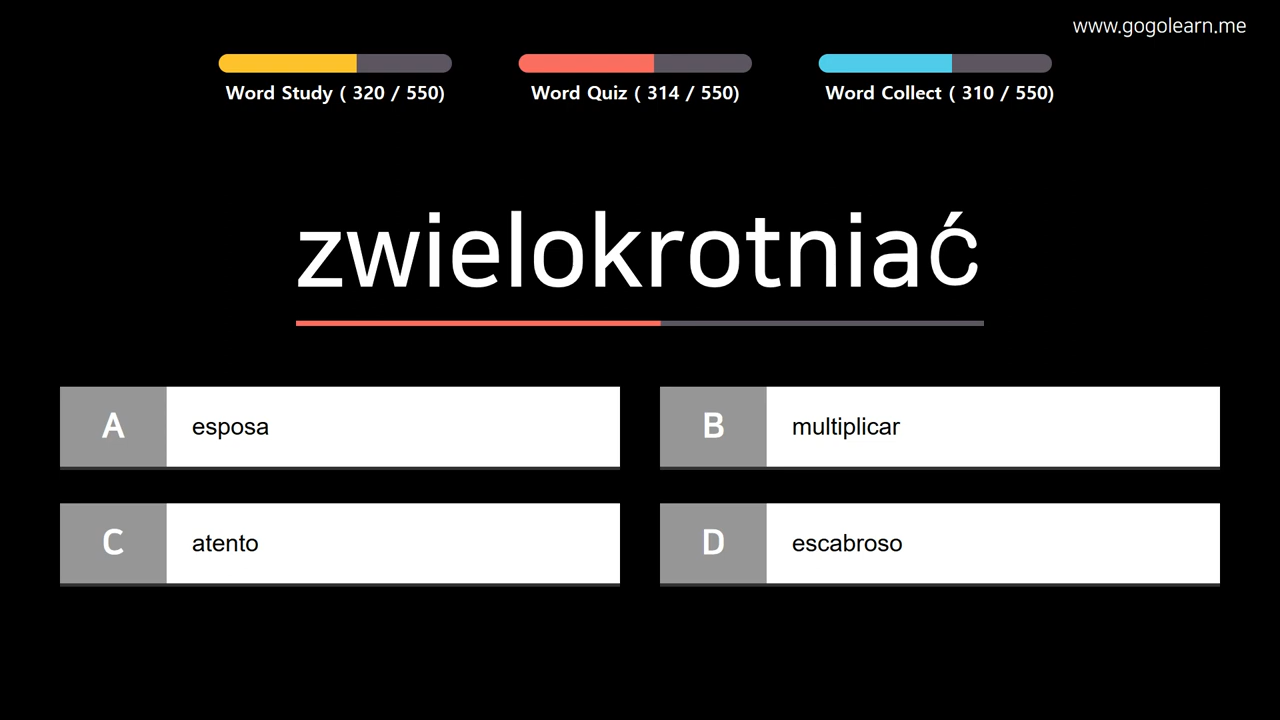 www.gogolearn.me
Word Study ( 320 / 550)
Word Quiz ( 314 / 550)
Word Collect ( 310 / 550)
zwielokrotniać
A esposa
B multiplicar
C atento
D escabroso